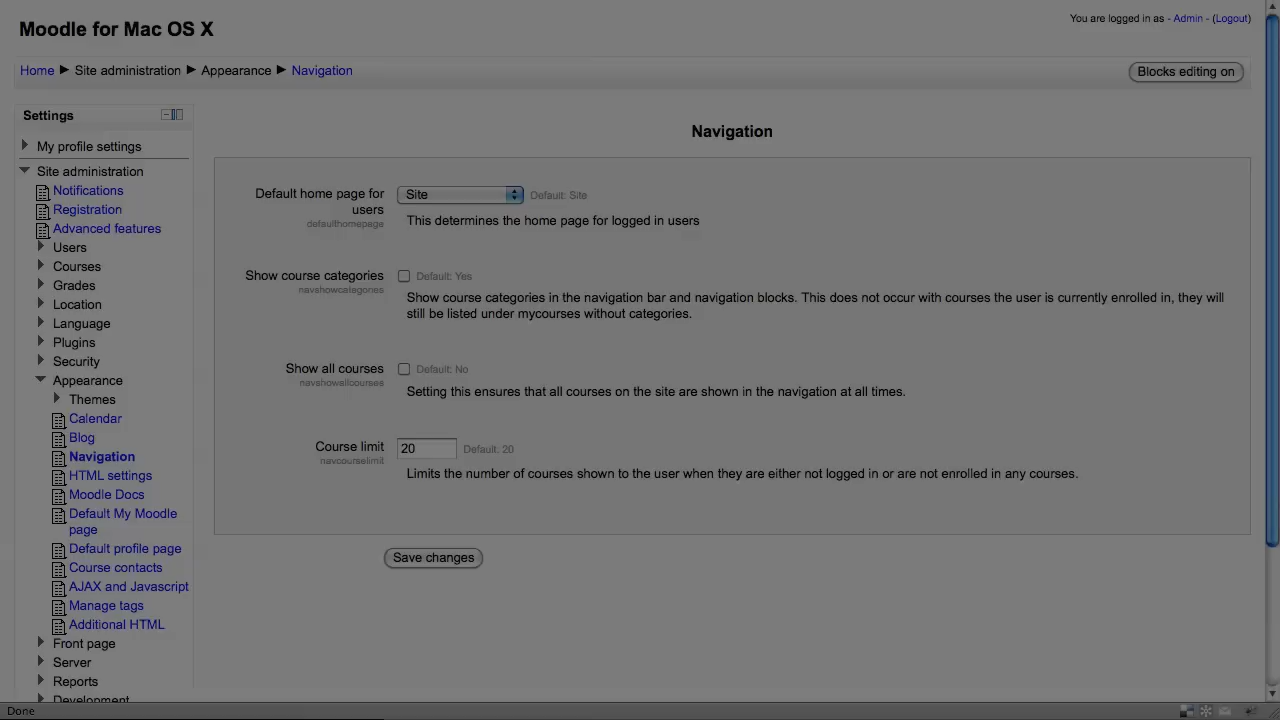 Moodle for Mac OS X
You are logged in as - Admin - (Logout)
Home ► Site administration ► Appearance ► Navigation
Blocks editing on
Settings
My profile settings
Site administration
Notifications
Registration
Advanced features
Users
Courses
Grades
Location
Language
Plugins
Security
Appearance
Themes
Calendar
Blog
Navigation
HTML settings
Moodle Docs
Default My Moodle
page
Default profile page
Course contacts
AJAX and Javascript
Manage tags
Additional HTML
Front page
Server
Reports
Development
Navigation
Default home page for
users
defaulthomepage
Site
Default: Site
This determines the home page for logged in users
Show course categories
navshowcategories
Default: Yes
Show course categories in the navigation bar and navigation blocks. This does not occur with courses the user is currently enrolled in, they will
still be listed under mycourses without categories.
Show all courses
navshowallcourses
Default: No
Setting this ensures that all courses on the site are shown in the navigation at all times.
Course limit
navcourselimit
20
Default: 20
Limits the number of courses shown to the user when they are either not logged in or are not enrolled in any courses.
Save changes
Done